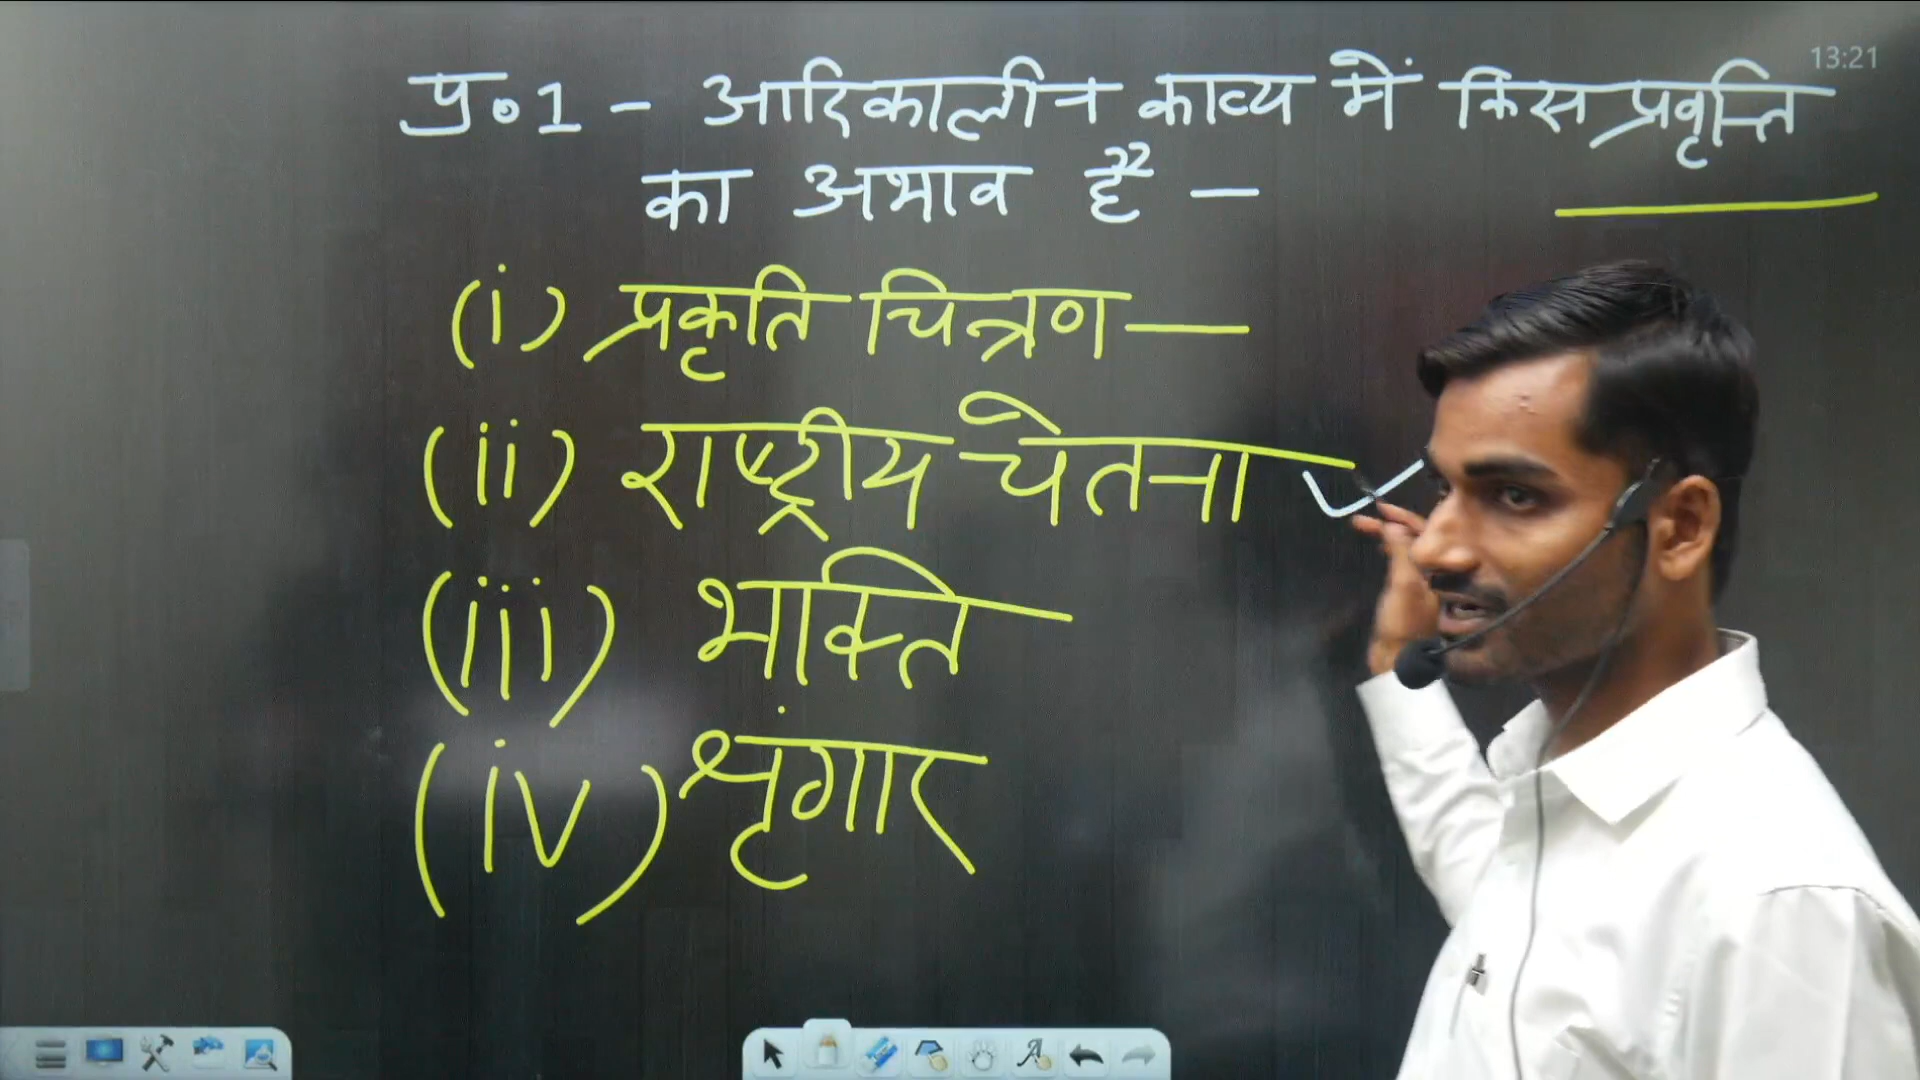 13:21
प्र०1 - आदिकालीन काव्य में किस प्रवृत्ति
का अभाव है -
(i) प्रकृति चित्रण —
(ii) राष्ट्रीय चेतना
(iii) भक्ति
(iv) श्रृंगार